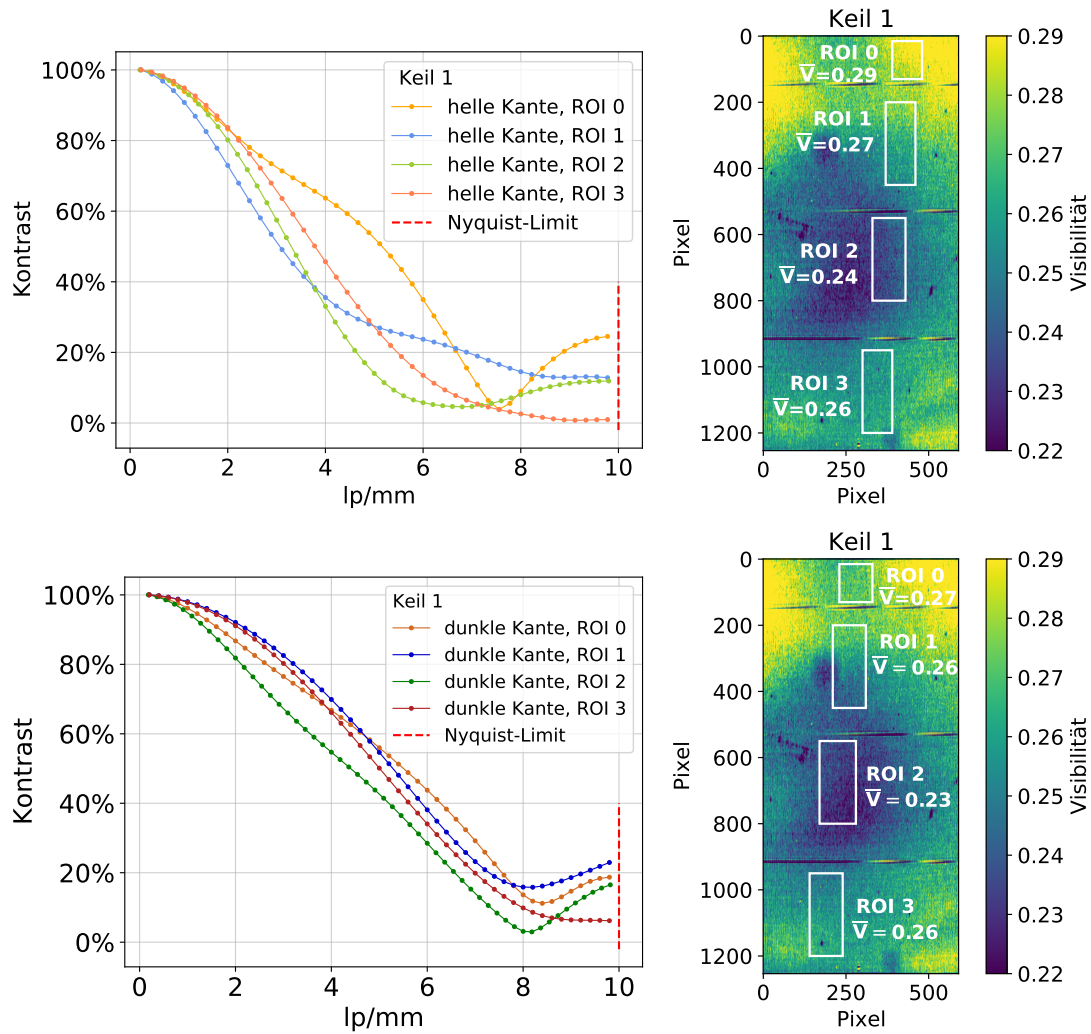 100%
80%
60%
40%
20%
0%
Kontrast
0
2
4
6
8
10
lp/mm
Keil 1
helle Kante, ROI 0
helle Kante, ROI 1
helle Kante, ROI 2
helle Kante, ROI 3
Nyquist-Limit
Keil 1
0
200
400
600
800
1000
1200
Pixel
0
250
500
Pixel
ROI 0
V̅=0.29
ROI 1
V̅=0.27
ROI 2
V̅=0.24
ROI 3
V̅=0.26
0.29
0.28
0.27
0.26
0.25
0.24
0.23
0.22
Visibilität
100%
80%
60%
40%
20%
0%
Kontrast
0
2
4
6
8
10
lp/mm
Keil 1
dunkle Kante, ROI 0
dunkle Kante, ROI 1
dunkle Kante, ROI 2
dunkle Kante, ROI 3
Nyquist-Limit
Keil 1
0
200
400
600
800
1000
1200
Pixel
0
250
500
Pixel
ROI 0
V̅=0.27
ROI 1
V̅=0.26
ROI 2
V̅ = 0.23
ROI 3
V̅ = 0.26
0.29
0.28
0.27
0.26
0.25
0.24
0.23
0.22
Visibilität